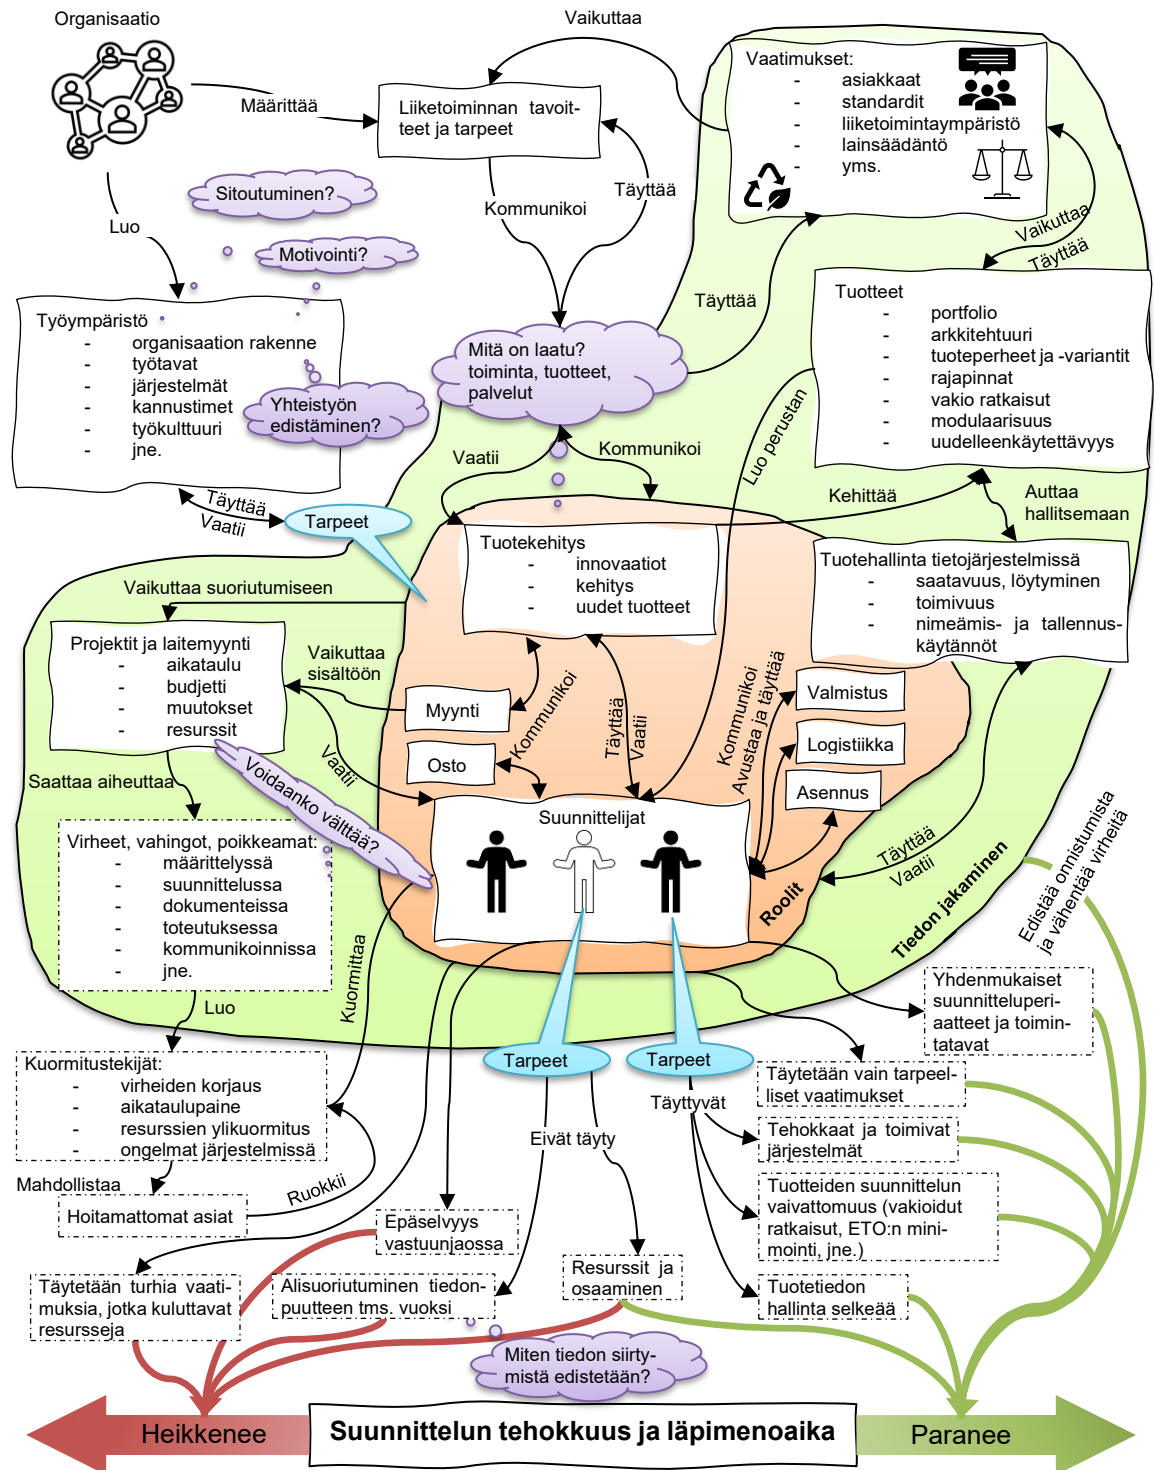 Organisaatio
Vaikuttaa
Määrittää
Liiketoiminnan tavoit-
teet ja tarpeet
Vaatimukset:
- asiakkaat
- standardit
- liiketoimintaympäristö
- lainsäädäntö
- yms.
Sitoutuminen?
Luo
Kommunikoi
Täyttää
Motivointi?
Vaikuttaa
Täyttää
Työympäristö
- organisaation rakenne
- työtavat
- järjestelmät
- kannustimet
- työkulttuuri
- jne.
Yhteistyön
edistäminen?
Mitä on laatu?
toiminta, tuotteet,
palvelut
Täyttää
Tuotteet
- portfolio
- arkkitehtuuri
- tuoteperheet ja -variantit
- rajapinnat
- vakio ratkaisut
- modulaarisuus
- uudelleenkäytettävyys
Luo perustan
Vaatii
Kommunikoi
Täyttää
Vaatii
Tarpeet
Kehittää
Auttaa
hallitsemaan
Tuotekehitys
- innovaatiot
- kehitys
- uudet tuotteet
Tuotehallinta tietojärjestelmissä
- saatavuus, löytyminen
- toimivuus
- nimeämis- ja tallennus-
käytännöt
Vaikuttaa suoriutumiseen
Projektit ja laitemyynti
- aikataulu
- budjetti
- muutokset
- resurssit
Vaikuttaa
sisältöön
Myynti
Kommunikoi
Täyttää
Vaatii
Kommunikoi
Avustaa ja täyttää
Valmistus
Logistiikka
Asennus
Osto
Vaatii
Saattaa aiheuttaa
Voidaanko välttää?
Suunnittelijat
Virheet, vahingot, poikkeamat:
- määrittelyssä
- suunnittelussa
- dokumenteissa
- toteutuksessa
- kommunikoinnissa
- jne.
Roolit
Täyttää
Vaatii
Tiedon jakaminen
Edistää onnistumista
ja vähentää virheitä
Kuormittaa
Luo
Yhdenmukaiset
suunnitteluperi-
aatteet ja toimin-
tatavat
Kuormitustekijät:
- virheiden korjaus
- aikataulupaine
- resurssien ylikuormitus
- ongelmat järjestelmissä
Tarpeet
Tarpeet
Täytetään vain tarpeel-
liset vaatimukset
Täyttyvät
Eivät täyty
Tehokkaat ja toimivat
järjestelmät
Mahdollistaa
Ruokkii
Hoitamattomat asiat
Epäselvyys
vastuunjaossa
Tuotteiden suunnittelun
vaivattomuus (vakioidut
ratkaisut, ETO:n mini-
mointi, jne.)
Resurssit ja
osaaminen
Täytetään turhia vaati-
muksia, jotka kuluttavat
resursseja
Alisuoriutuminen tiedon-
puutteen tms. vuoksi
Tuotetiedon
hallinta selkeää
Miten tiedon siirty-
mistä edistetään?
Heikkenee
Suunnittelun tehokkuus ja läpimenoaika
Paranee